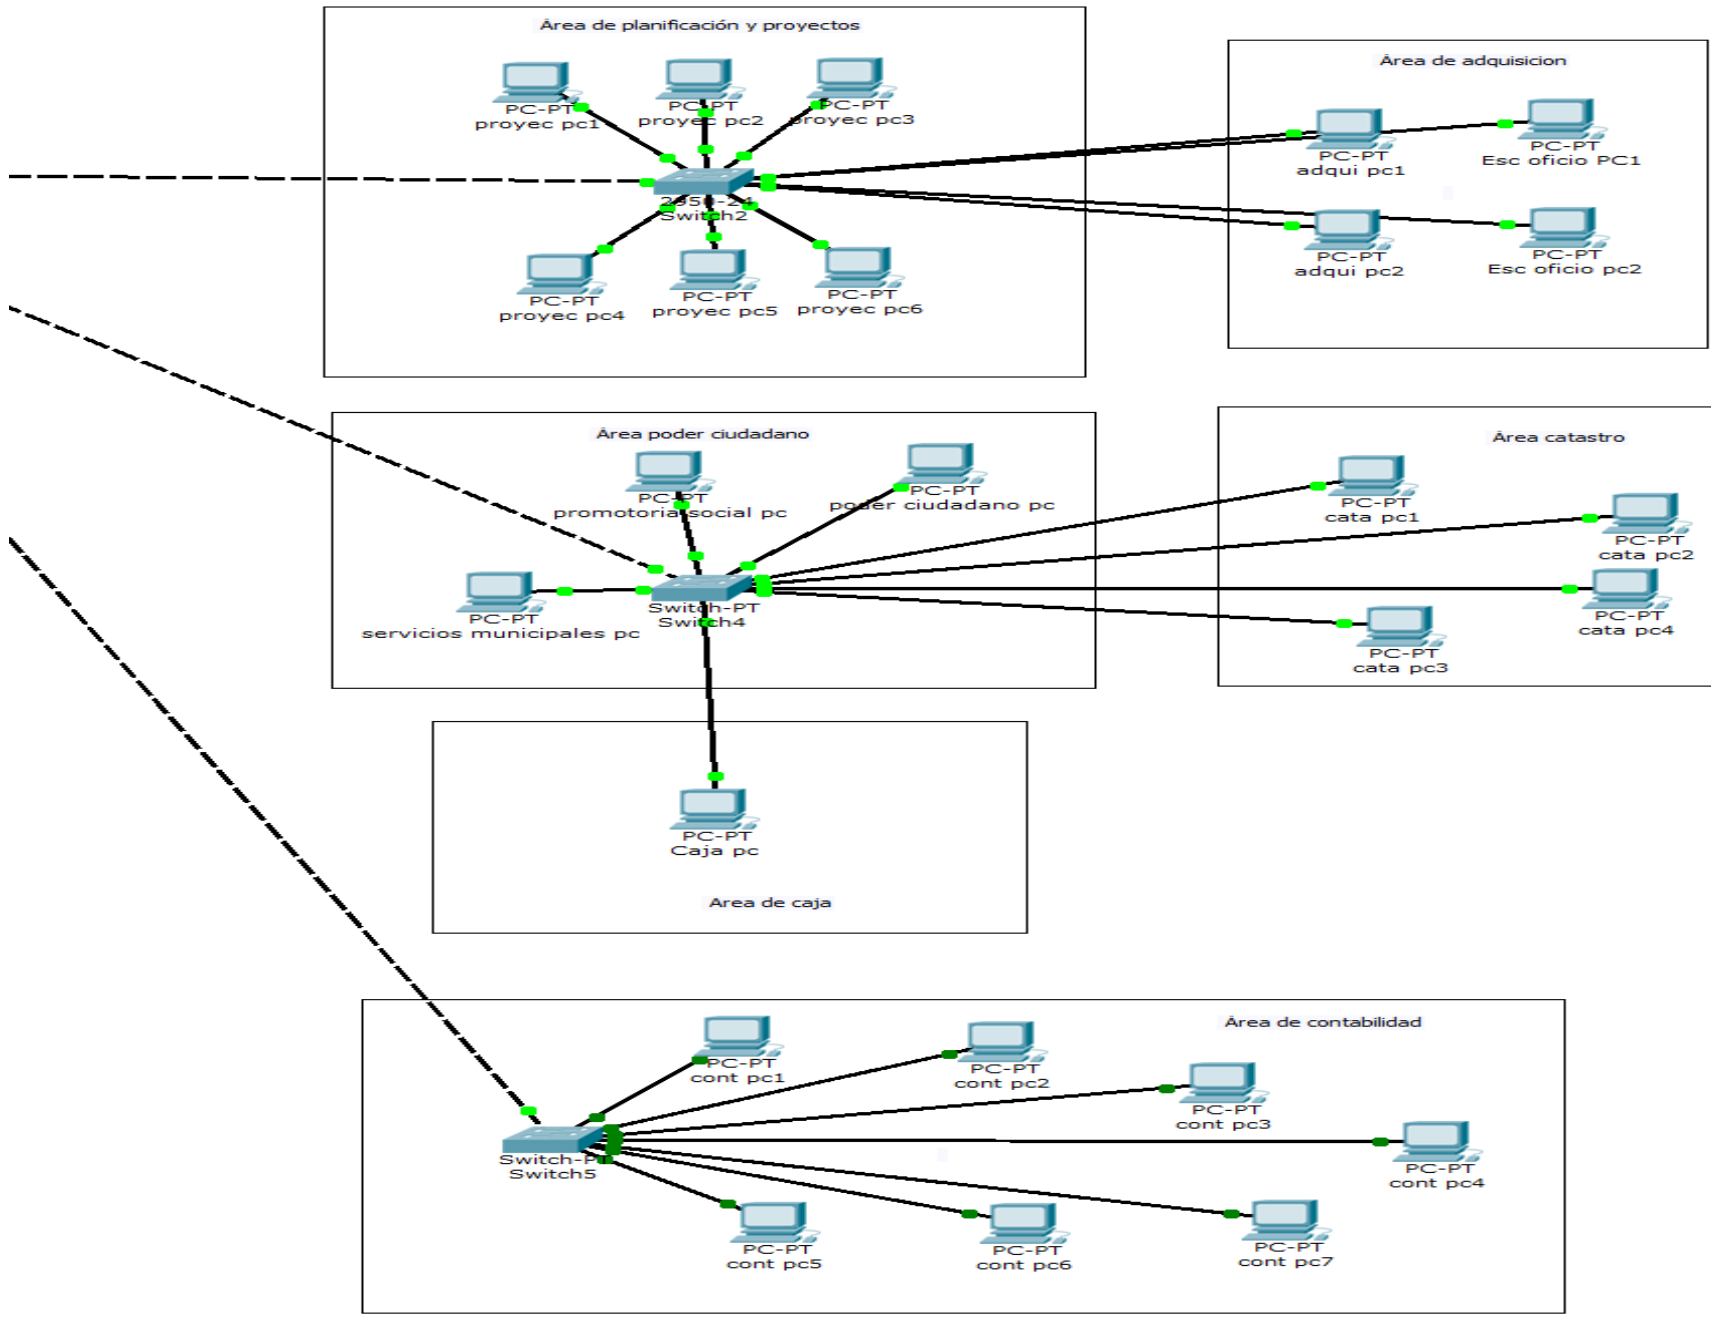 Área de planificación y proyectos
PC-PT
proyec pc1
PC-PT
proyec pc2
PC-PT
proyec pc3
2950-24
Switch2
PC-PT
proyec pc4
PC-PT
proyec pc5
PC-PT
proyec pc6
Área de adquisicion
PC-PT
adqui pc1
PC-PT
Esc oficio PC1
PC-PT
adqui pc2
PC-PT
Esc oficio pc2
Área poder ciudadano
PC-PT
promotoria social pc
PC-PT
poder ciudadano pc
PC-PT
servicios municipales pc
Switch-PT
Switch4
Área catastro
PC-PT
cata pc1
PC-PT
cata pc2
PC-PT
cata pc4
PC-PT
cata pc3
PC-PT
Caja pc
Area de caja
Área de contabilidad
PC-PT
cont pc1
PC-PT
cont pc2
PC-PT
cont pc3
PC-PT
cont pc4
Switch-PT
Switch5
PC-PT
cont pc5
PC-PT
cont pc6
PC-PT
cont pc7